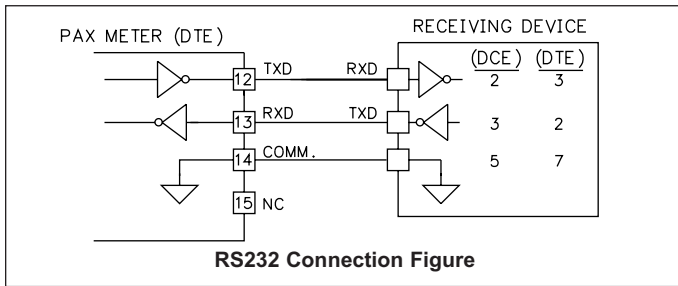 RECEIVING DEVICE
PAX METER (DTE)
(DCE) (DTE)
12 TXD RXD 2 3
13 RXD TXD 3 2
14 COMM. 5 7
15 NC
RS232 Connection Figure